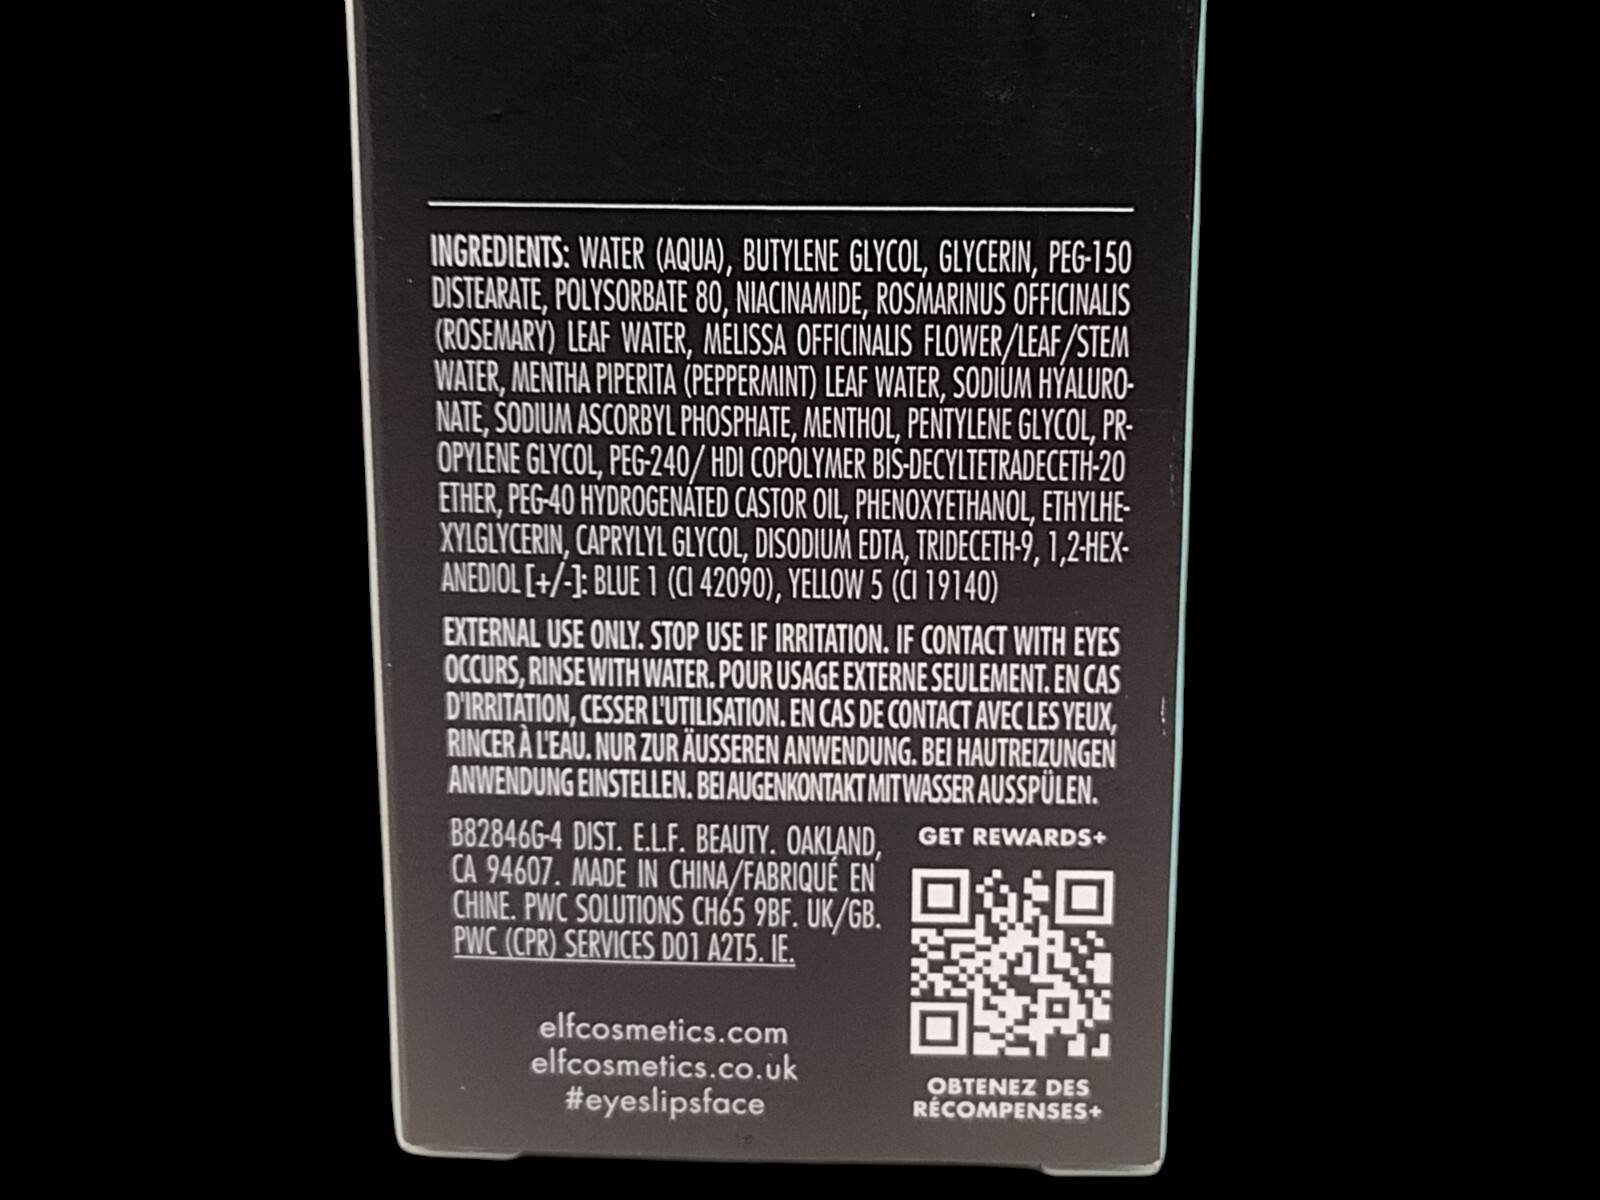 INGREDIENTS: WATER (AQUA), BUTYLENE GLYCOL, GLYCERIN, PEG-150
DISTEARATE, POLYSORBATE 80, NIACINAMIDE, ROSMARINUS OFFICINALIS
(ROSEMARY) LEAF WATER, MELISSA OFFICINALIS FLOWER/LEAF/STEM
WATER, MENTHA PIPERITA (PEPPERMINT) LEAF WATER, SODIUM HYALURO-
NATE, SODIUM ASCORBYL PHOSPHATE, MENTHOL, PENTYLENE GLYCOL, PR-
OPYLENE GLYCOL, PEG-240/ HDI COPOLYMER BIS-DECYLTETRADECETH-20
ETHER, PEG-40 HYDROGENATED CASTOR OIL, PHENOXYETHANOL, ETHYLHE-
XYLGLYCERIN, CAPRYLYL GLYCOL, DISODIUM EDTA, TRIDECETH-9, 1,2-HEX-
ANEDIOL [+/-]: BLUE 1 (CI 42090), YELLOW 5 (CI 19140)
EXTERNAL USE ONLY. STOP USE IF IRRITATION. IF CONTACT WITH EYES
OCCURS, RINSE WITH WATER. POUR USAGE EXTERNE SEULEMENT. EN CAS
D'IRRITATION, CESSER L'UTILISATION. EN CAS DE CONTACT AVEC LES YEUX,
RINCER À L'EAU. NUR ZUR ÄUSSEREN ANWENDUNG. BEI HAUTREIZUNGEN
ANWENDUNG EINSTELLEN. BEI AUGENKONTAKT MIT WASSER AUSSPÜLEN.
B82846G-4 DIST. E.L.F. BEAUTY. OAKLAND,
CA 94607. MADE IN CHINA/FABRIQUÉ EN
CHINE. PWC SOLUTIONS CH65 9BF. UK/GB.
PWC (CPR) SERVICES D01 A2T5. IE.
elfcosmetics.com
elfcosmetics.co.uk
#eyeslipsface
GET REWARDS+
OBTENEZ DES
RÉCOMPENSES+